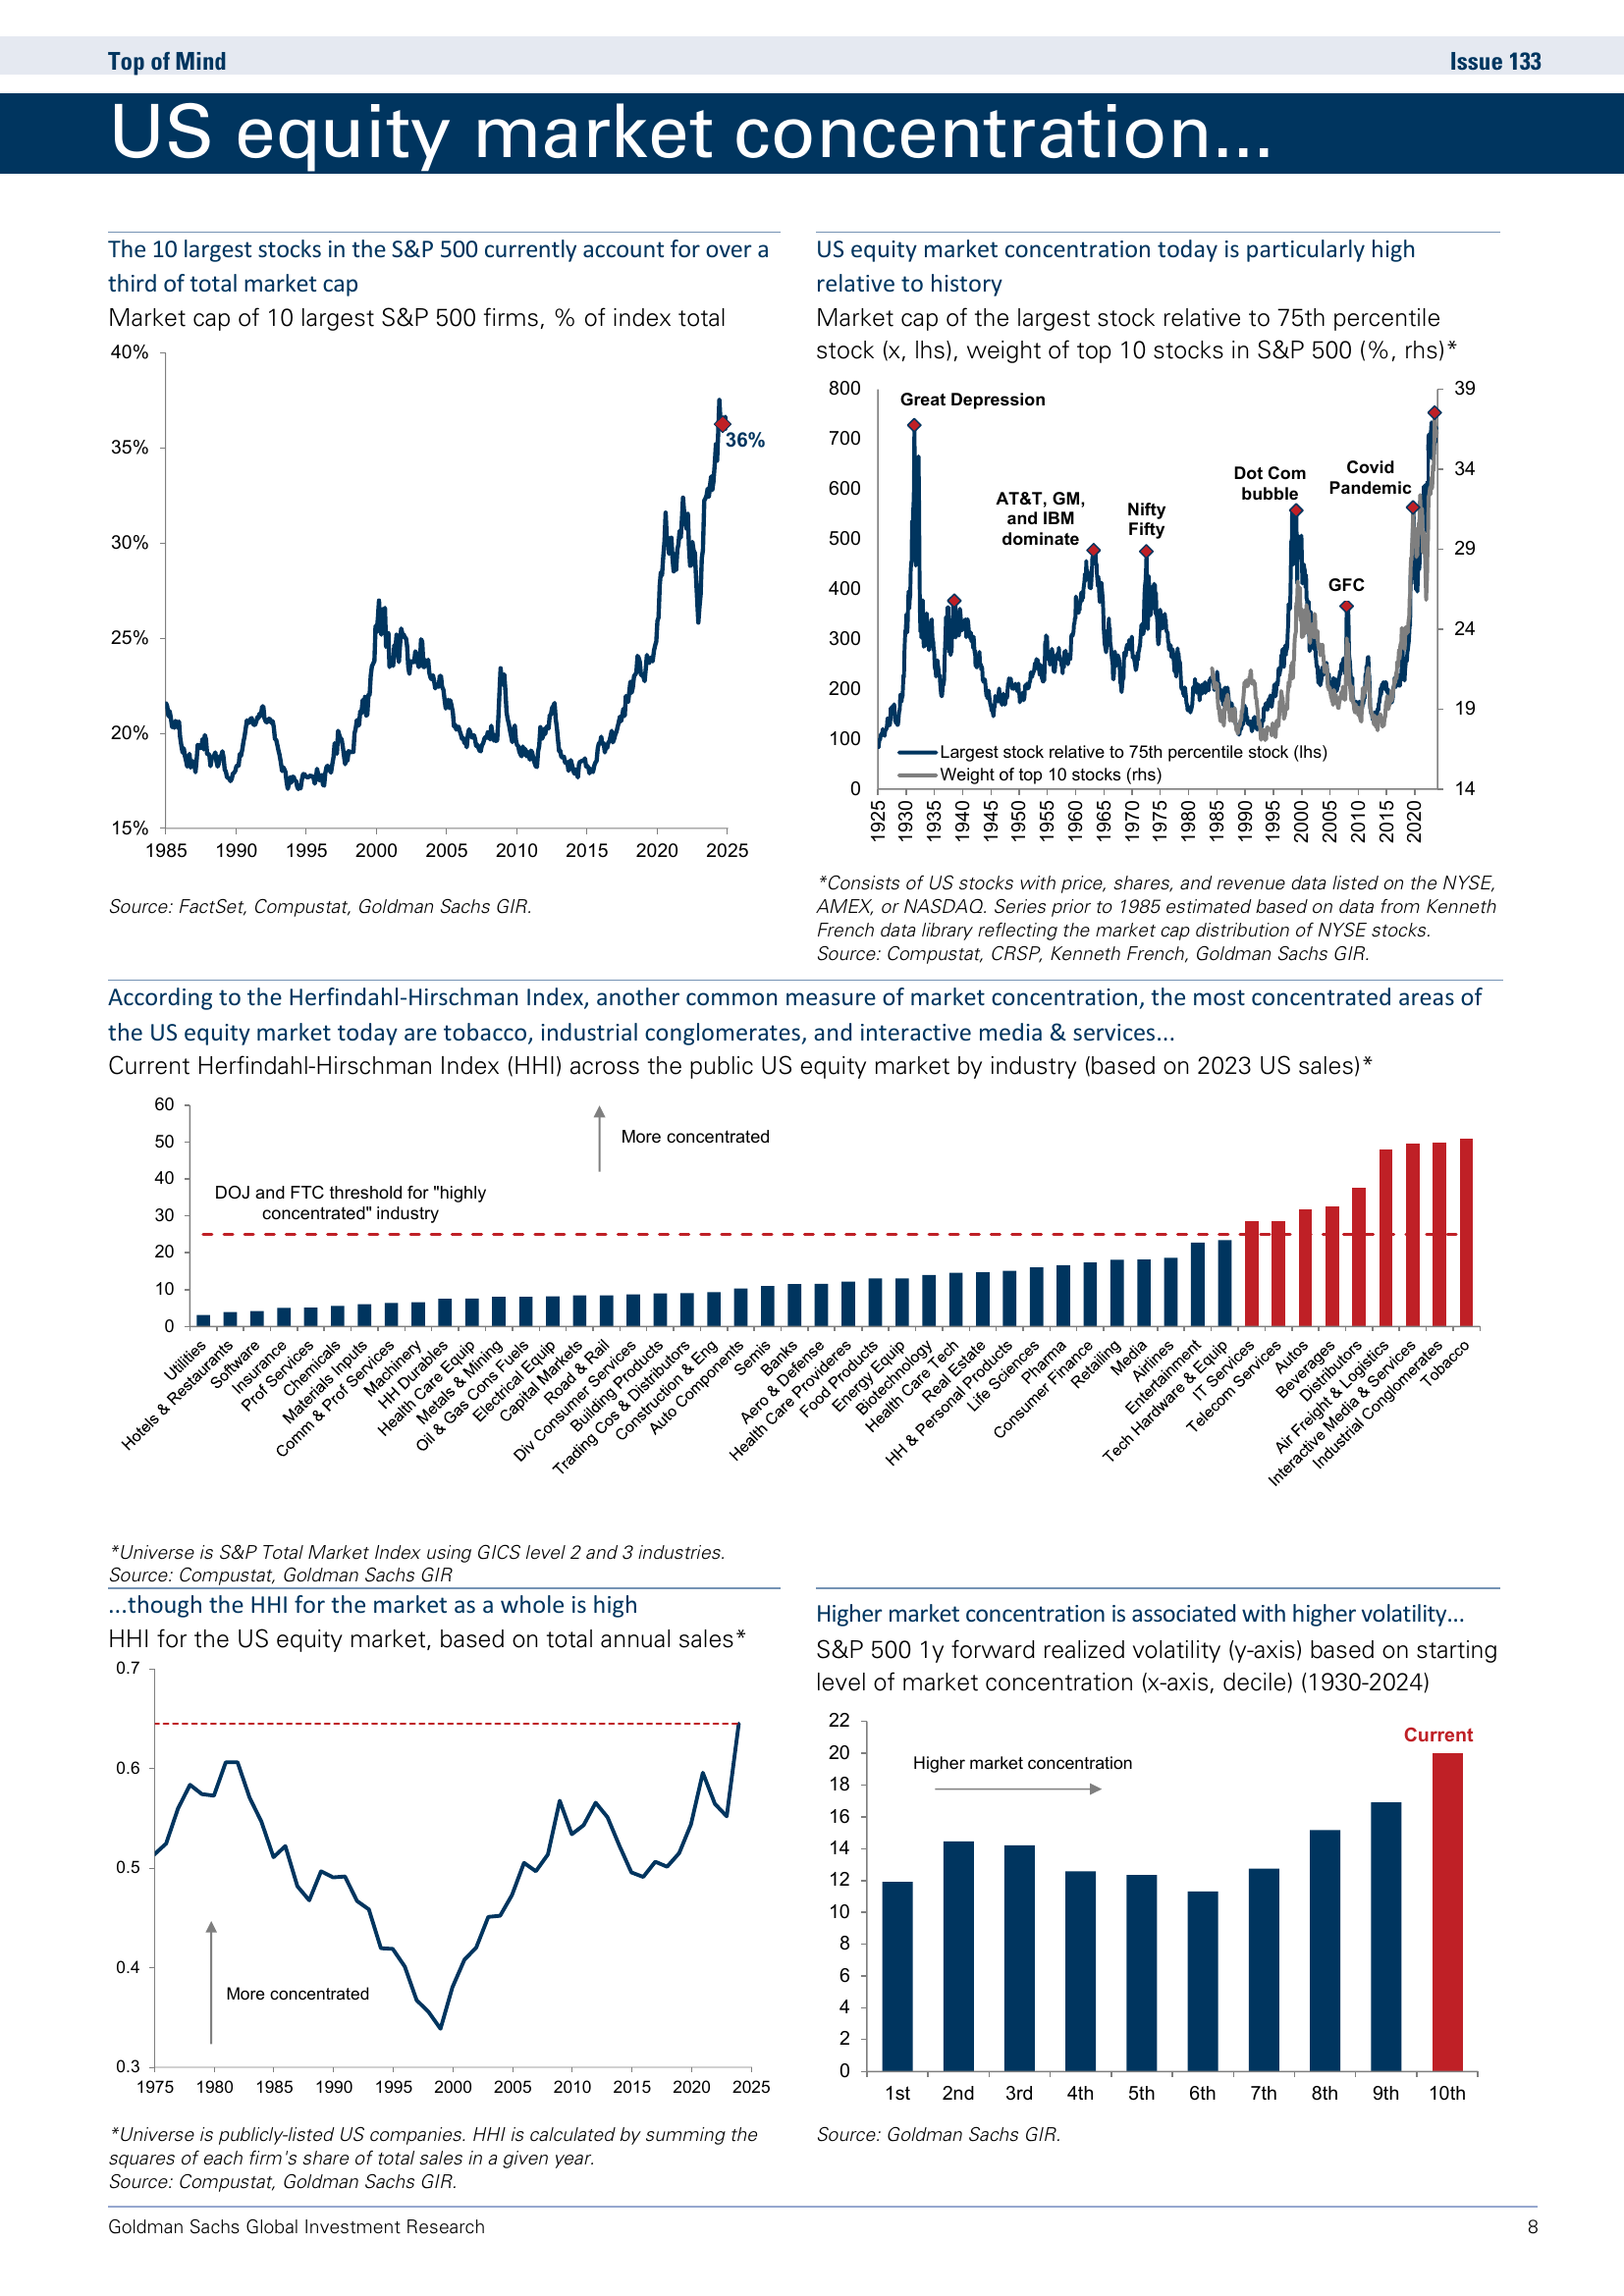 Top of Mind
Issue 133
US equity market concentration...
The 10 largest stocks in the S&P 500 currently account for over a
third of total market cap
Market cap of 10 largest S&P 500 firms, % of index total
40%
35%
30%
25%
20%
15%
36%
1985 1990 1995 2000 2005 2010 2015 2020 2025
Source: FactSet, Compustat, Goldman Sachs GIR.
US equity market concentration today is particularly high
relative to history
Market cap of the largest stock relative to 75th percentile
stock (x, lhs), weight of top 10 stocks in S&P 500 (%, rhs)*
800
700
600
500
400
300
200
100
0
39
34
29
24
19
14
Great Depression
AT&T, GM,
and IBM
dominate
Nifty
Fifty
Dot Com
bubble
Covid
Pandemic
GFC
Largest stock relative to 75th percentile stock (lhs)
Weight of top 10 stocks (rhs)
1925 1930 1935 1940 1945 1950 1955 1960 1965 1970 1975 1980 1985 1990 1995 2000 2005 2010 2015 2020
*Consists of US stocks with price, shares, and revenue data listed on the NYSE,
AMEX, or NASDAQ. Series prior to 1985 estimated based on data from Kenneth
French data library reflecting the market cap distribution of NYSE stocks.
Source: Compustat, CRSP, Kenneth French, Goldman Sachs GIR.
According to the Herfindahl-Hirschman Index, another common measure of market concentration, the most concentrated areas of
the US equity market today are tobacco, industrial conglomerates, and interactive media & services...
Current Herfindahl-Hirschman Index (HHI) across the public US equity market by industry (based on 2023 US sales)*
60
50
40
30
20
10
0
More concentrated
DOJ and FTC threshold for "highly
concentrated" industry
Utilities
Hotels & Restaurants
Software
Insurance
Prof Services
Chemicals
Materials Inputs
Comm & Prof Services
Machinery
HH Durables
Health Care Equip
Metals & Mining
Oil & Gas Cons Fuels
Electrical Equip
Capital Markets
Road & Rail
Div Consumer Services
Building Products
Trading Cos & Distributors
Construction & Eng
Auto Components
Semis
Banks
Aero & Defense
Health Care Provideres
Food Products
Energy Equip
Biotechnology
Health Care Tech
Real Estate
HH & Personal Products
Life Sciences
Pharma
Consumer Finance
Retailing
Media
Airlines
Entertainment
Tech Hardware & Equip
IT Services
Telecom Services
Autos
Beverages
Distributors
Air Freight & Logistics
Interactive Media & Services
Industrial Conglomerates
Tobacco
*Universe is S&P Total Market Index using GICS level 2 and 3 industries.
Source: Compustat, Goldman Sachs GIR
...though the HHI for the market as a whole is high
HHI for the US equity market, based on total annual sales*
0.7
0.6
0.5
0.4
0.3
More concentrated
1975 1980 1985 1990 1995 2000 2005 2010 2015 2020 2025
*Universe is publicly-listed US companies. HHI is calculated by summing the
squares of each firm's share of total sales in a given year.
Source: Compustat, Goldman Sachs GIR.
Higher market concentration is associated with higher volatility...
S&P 500 1y forward realized volatility (y-axis) based on starting
level of market concentration (x-axis, decile) (1930-2024)
22
20
18
16
14
12
10
8
6
4
2
0
Current
Higher market concentration
1st 2nd 3rd 4th 5th 6th 7th 8th 9th 10th
Source: Goldman Sachs GIR.
Goldman Sachs Global Investment Research
8